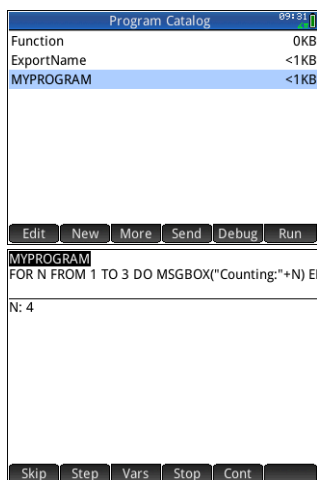 Program Catalog 09:31
Function 0KB
ExportName <1KB
MYPROGRAM <1KB
Edit New More Send Debug Run
MYPROGRAM
FOR N FROM 1 TO 3 DO MSGBOX("Counting:"+N) E
N: 4
Skip Step Vars Stop Cont